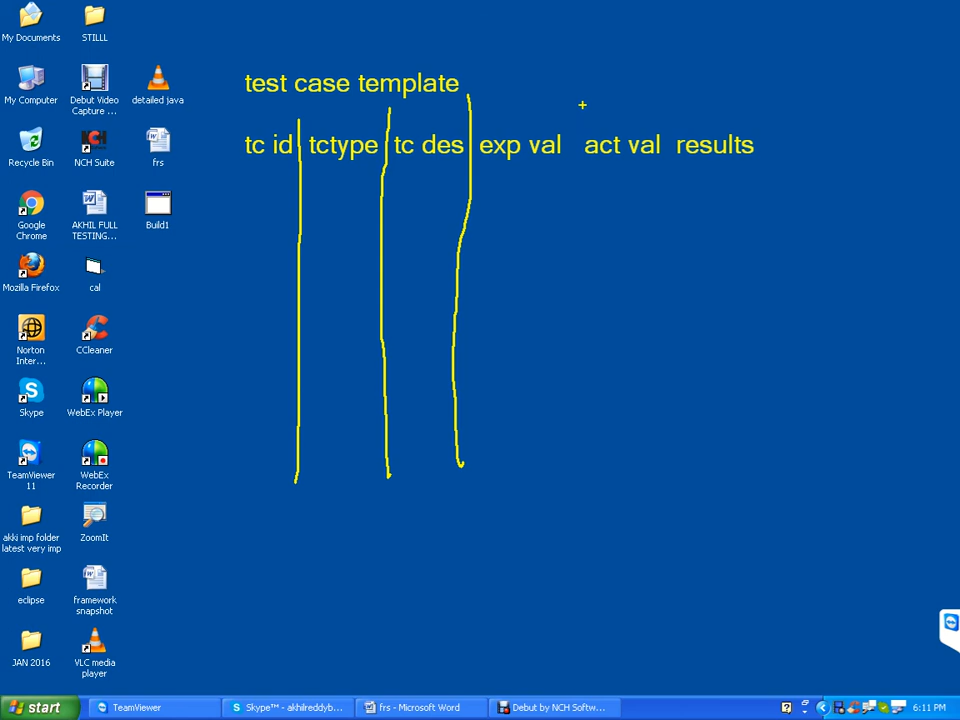 My Documents
STILLL
My Computer
Debut Video
Capture ...
detailed java
Recycle Bin
NCH
NCH Suite
frs
Google
Chrome
AKHIL FULL
TESTING...
Build1
Mozilla Firefox
cal
Norton
Inter...
CCleaner
Skype
WebEx Player
TeamViewer
11
WebEx
Recorder
akki imp folder
latest very imp
ZoomIt
eclipse
framework
snapshot
JAN 2016
VLC media
player
test case template
tc id tctype tc des exp val act val results
start
TeamViewer
Skype™ - akhilreddyb...
frs - Microsoft Word
Debut by NCH Softw...
6:11 PM